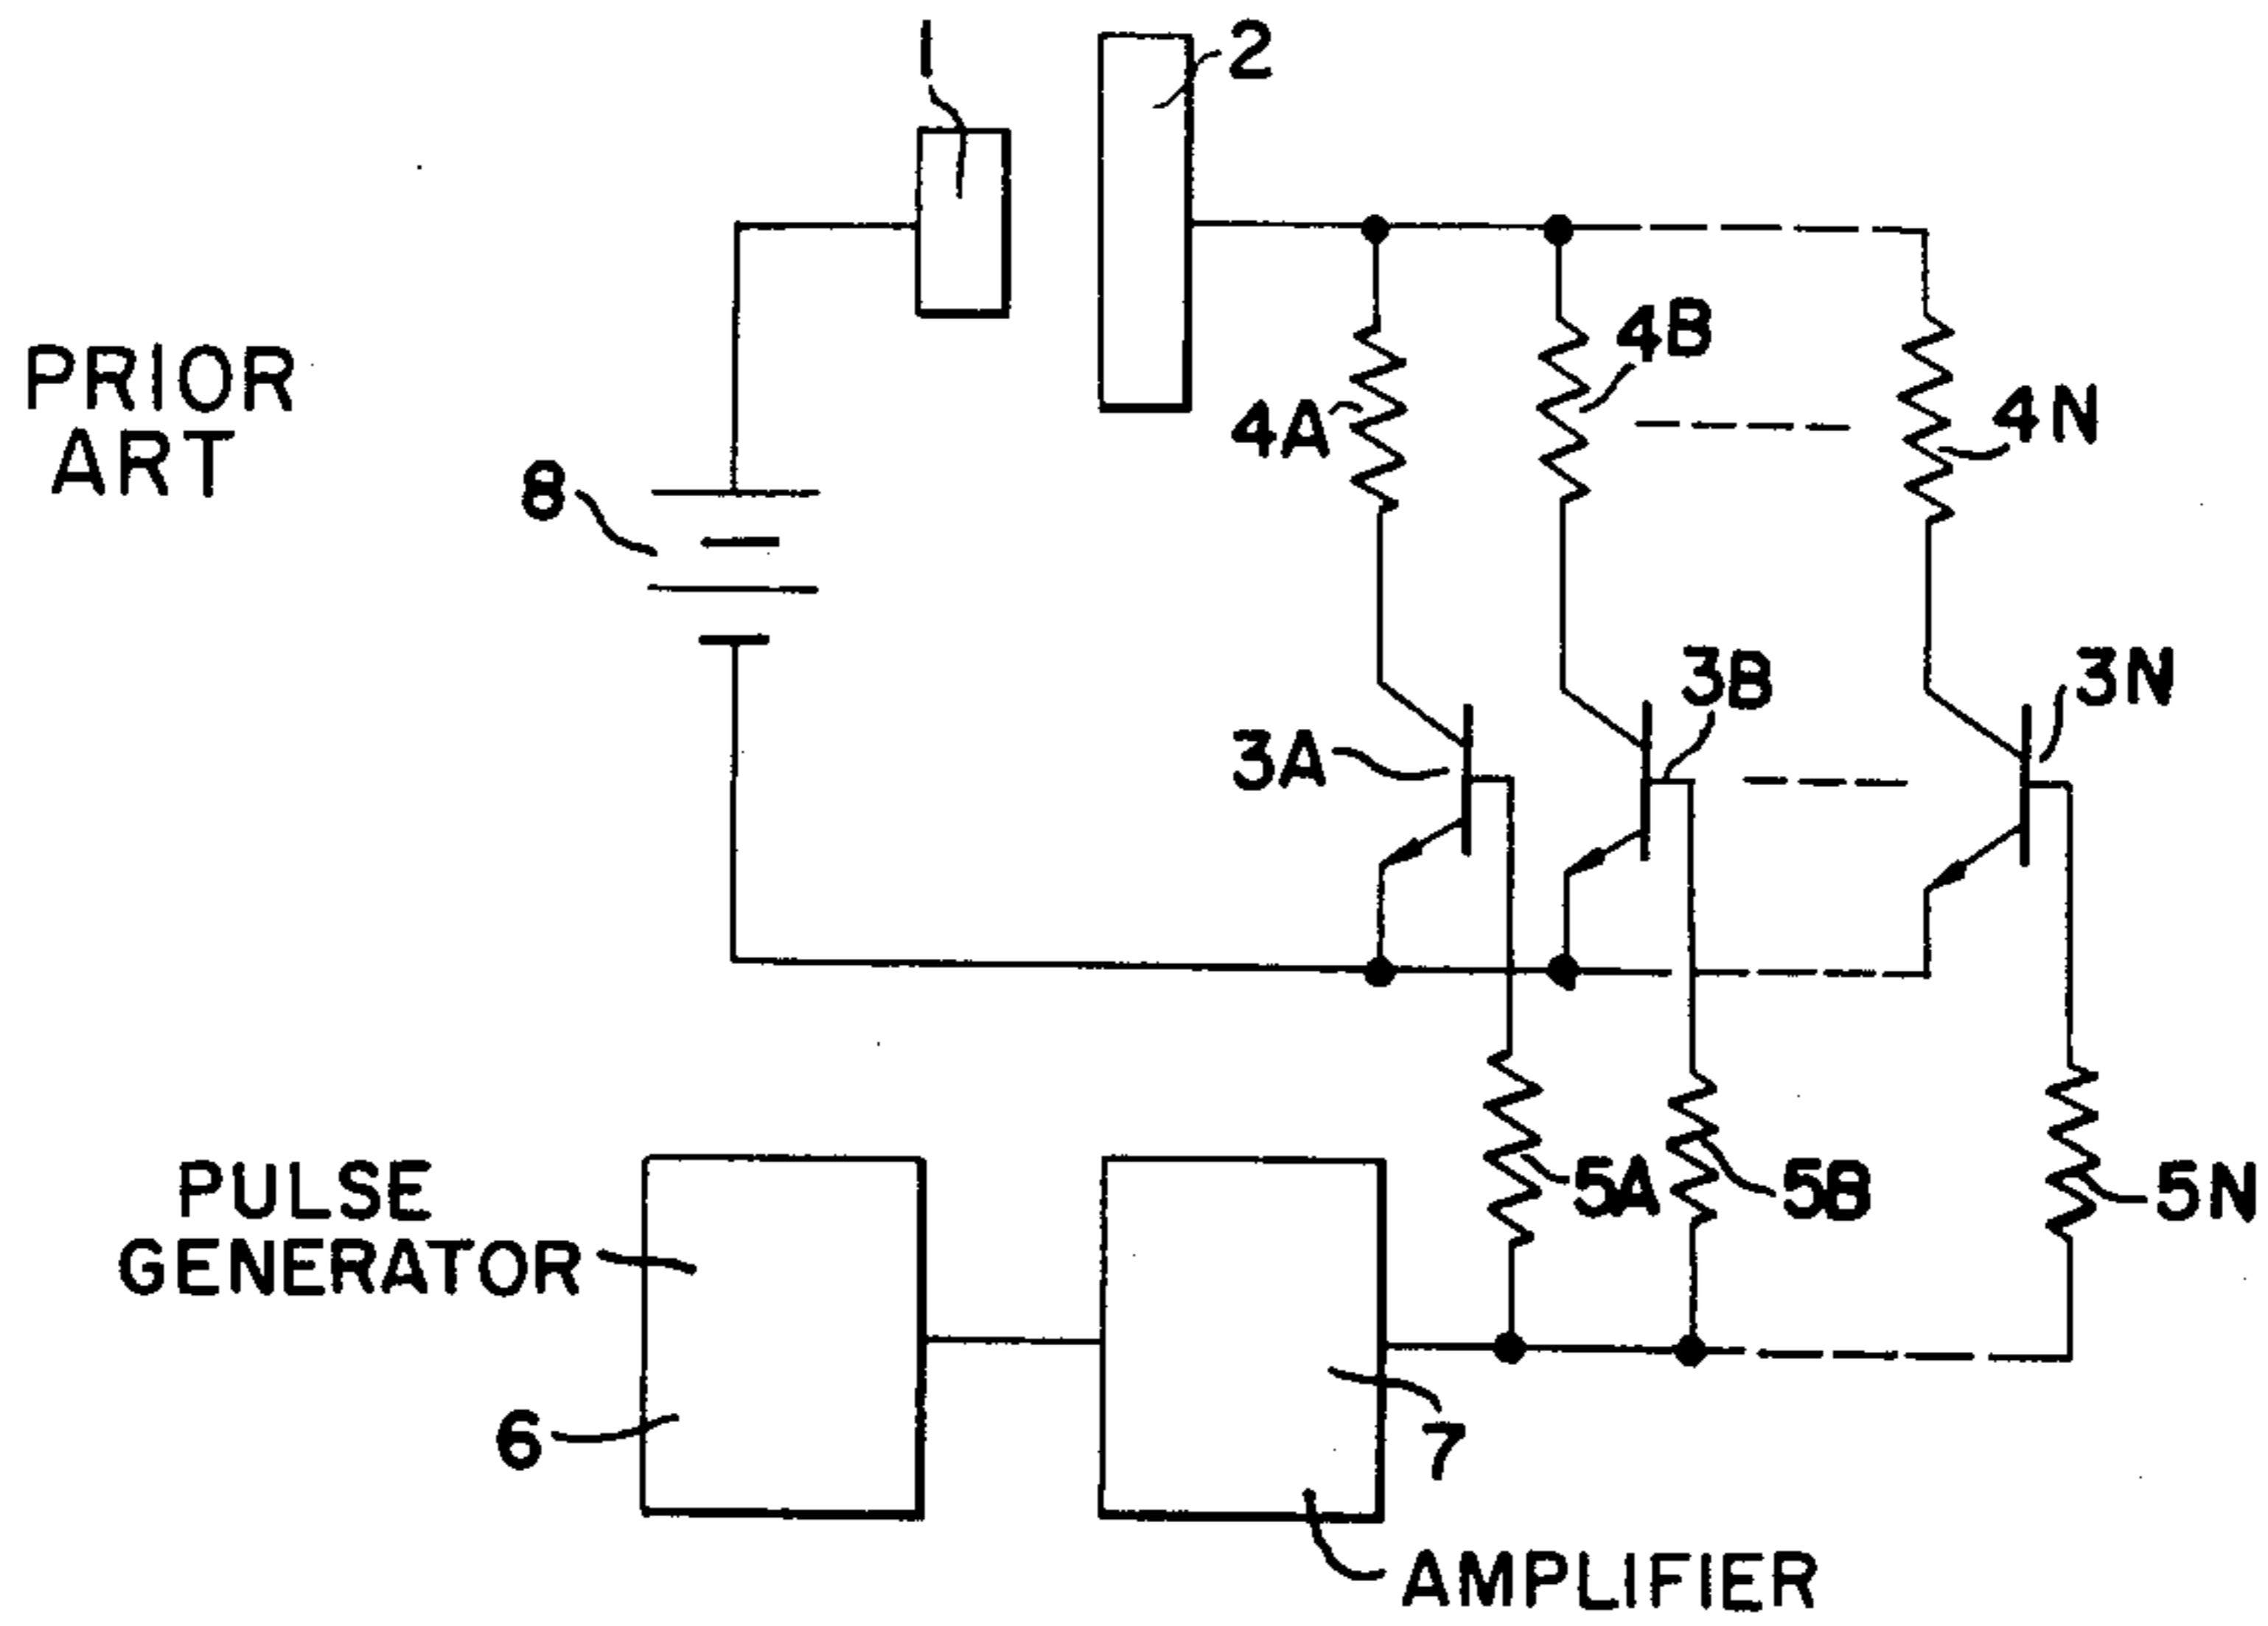 1
2
PRIOR
ART
4B
4A
4N
8
3B
3N
3A
PULSE
GENERATOR
5A
5B
5N
6
7
AMPLIFIER